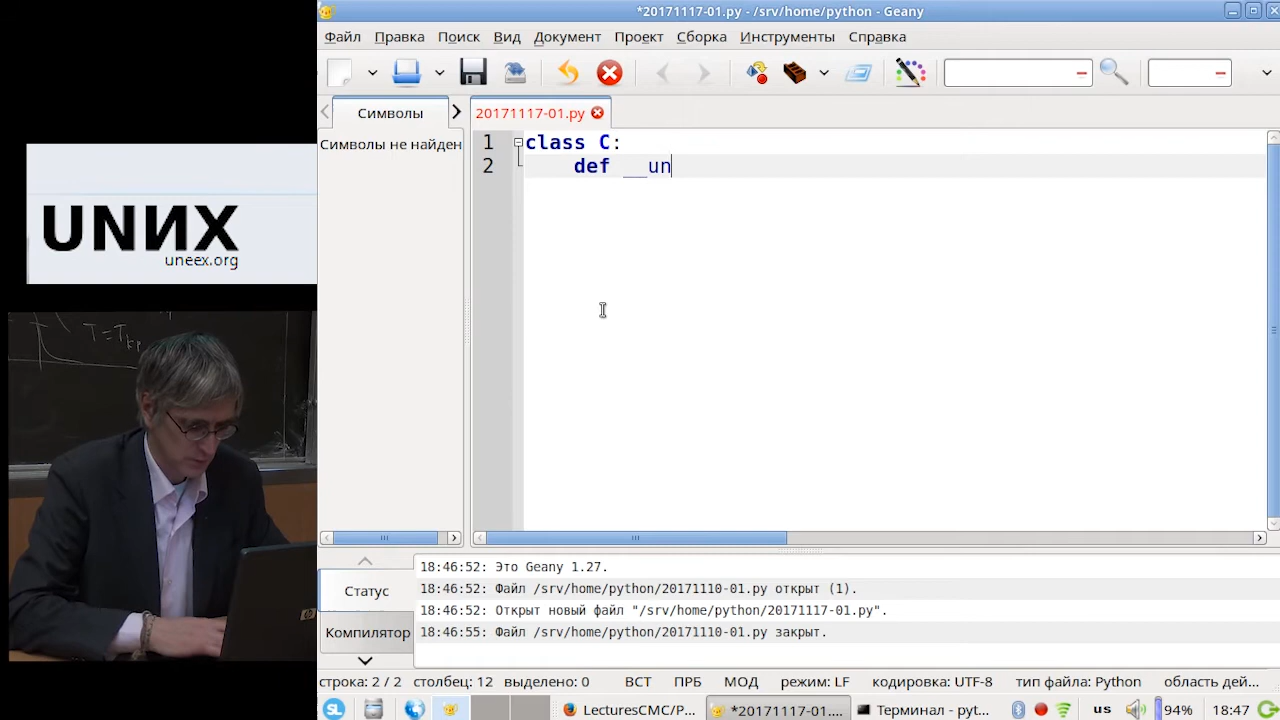 *20171117-01.py - /srv/home/python - Geany
Файл Правка Поиск Вид Документ Проект Сборка Инструменты Справка
Символы
20171117-01.py
Символы не найден
1 class C:
2 def __un
UNИX
uneex.org
T=Tкр
18:46:52: Это Geany 1.27.
18:46:52: Файл /srv/home/python/20171110-01.py открыт (1).
18:46:52: Открыт новый файл "/srv/home/python/20171117-01.py".
18:46:55: Файл /srv/home/python/20171110-01.py закрыт.
Статус
Компилятор
строка: 2 / 2 столбец: 12 выделено: 0 ВСТ ПРБ МОД режим: LF кодировка: UTF-8 тип файла: Python область дей...
SL LecturesCMC/P... *20171117-01.... Терминал - pyt... us 94% 18:47
hp